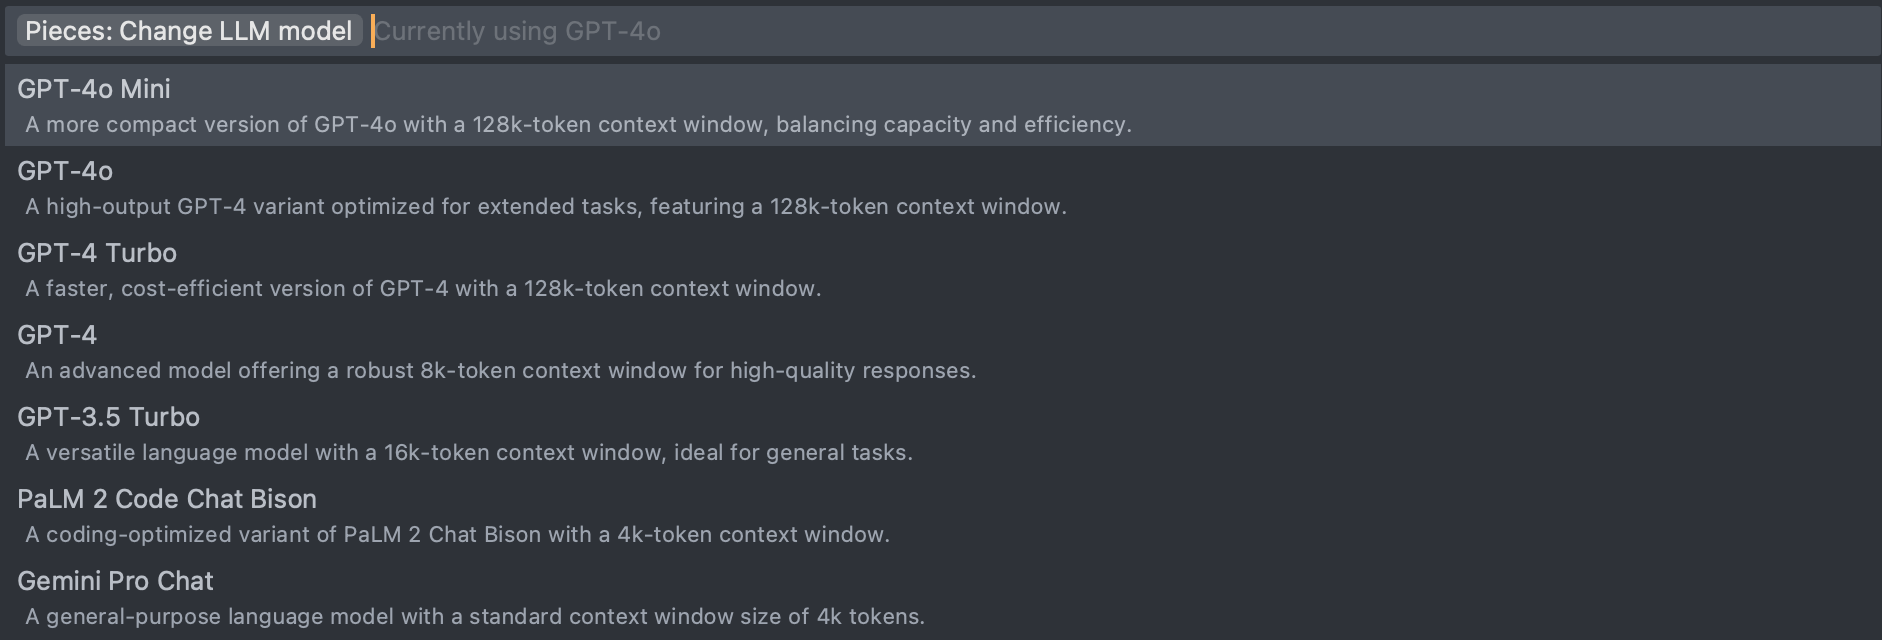 Pieces: Change LLM model Currently using GPT-4o
GPT-4o Mini
A more compact version of GPT-4o with a 128k-token context window, balancing capacity and efficiency.
GPT-4o
A high-output GPT-4 variant optimized for extended tasks, featuring a 128k-token context window.
GPT-4 Turbo
A faster, cost-efficient version of GPT-4 with a 128k-token context window.
GPT-4
An advanced model offering a robust 8k-token context window for high-quality responses.
GPT-3.5 Turbo
A versatile language model with a 16k-token context window, ideal for general tasks.
PaLM 2 Code Chat Bison
A coding-optimized variant of PaLM 2 Chat Bison with a 4k-token context window.
Gemini Pro Chat
A general-purpose language model with a standard context window size of 4k tokens.